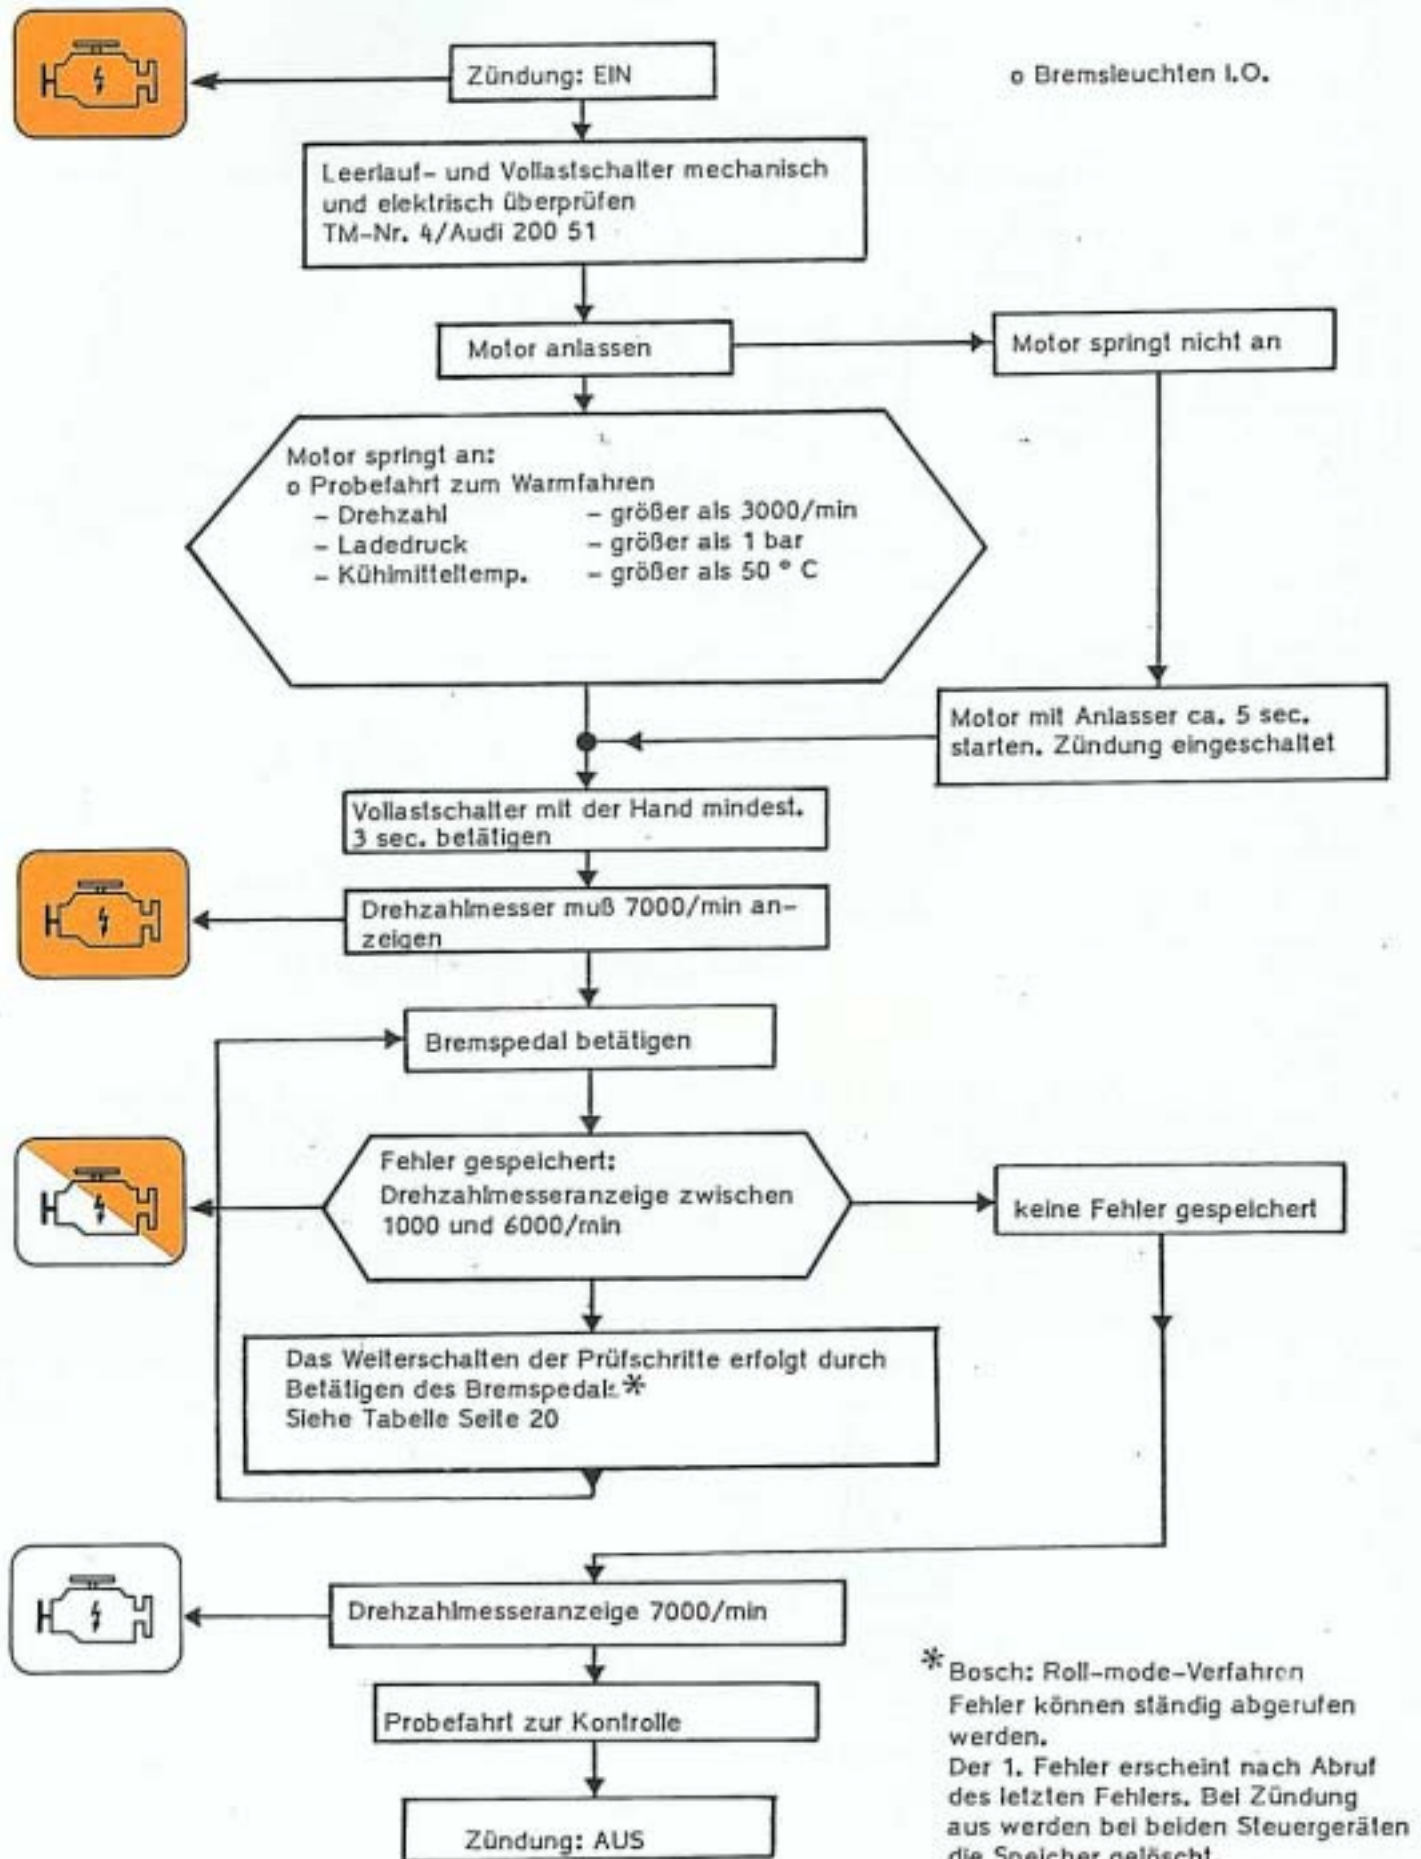 Zündung: EIN
o Bremsleuchten I.O.
Leerlauf- und Vollastschalter mechanisch
und elektrisch überprüfen
TM-Nr. 4/Audi 200 51
Motor anlassen
Motor springt nicht an
Motor springt an:
o Probefahrt zum Warmfahren
- Drehzahl - größer als 3000/min
- Ladedruck - größer als 1 bar
- Kühlmitteltemp. - größer als 50 ° C
Motor mit Anlasser ca. 5 sec.
starten. Zündung eingeschaltet
Vollastschalter mit der Hand mindest.
3 sec. betätigen
Drehzahlmesser muß 7000/min an-
zeigen
Bremspedal betätigen
Fehler gespeichert:
Drehzahlmesseranzeige zwischen
1000 und 6000/min
keine Fehler gespeichert
Das Weiterschalten der Prüfschritte erfolgt durch
Betätigen des Bremspedals *
Siehe Tabelle Seite 20
Drehzahlmesseranzeige 7000/min
Probefahrt zur Kontrolle
Zündung: AUS
* Bosch: Roll-mode-Verfahren
Fehler können ständig abgerufen
werden.
Der 1. Fehler erscheint nach Abruf
des letzten Fehlers. Bei Zündung
aus werden bei beiden Steuergeräten
die Speicher gelöscht.